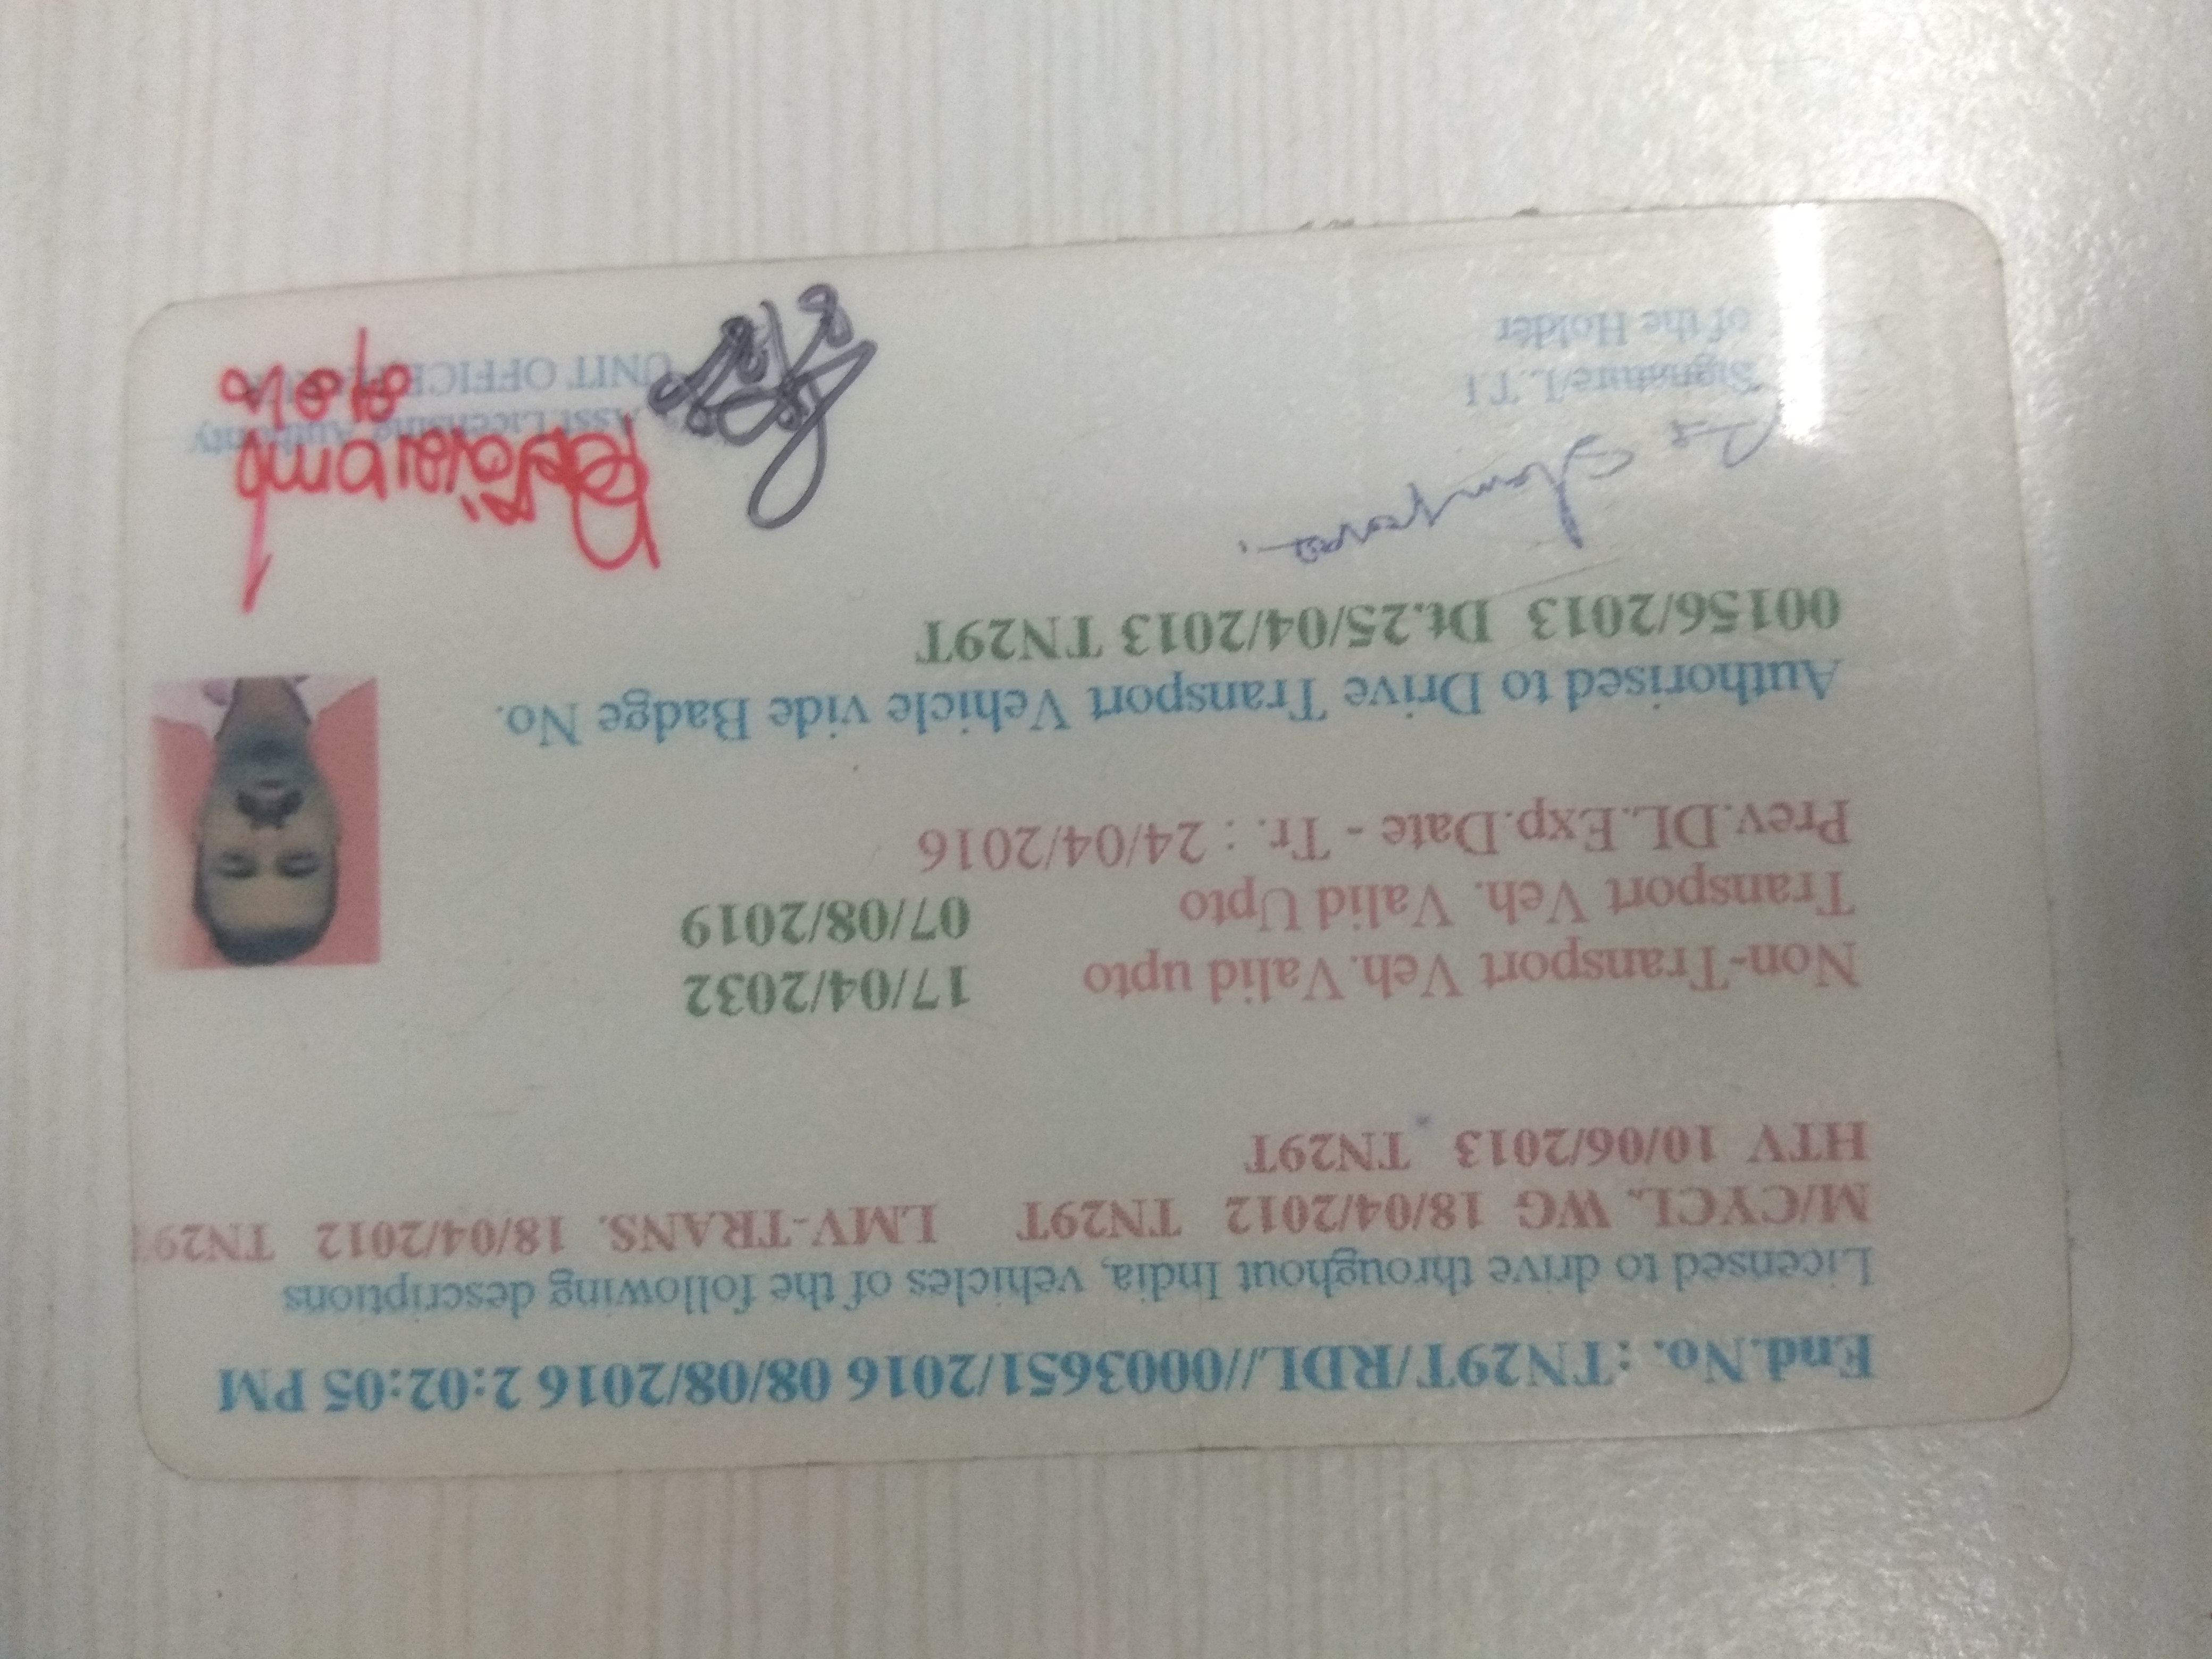 End.No. : TN29T/RDL//0003651/2016 08/08/2016 2:02:05 PM
Licensed to drive throughout India, vehicles of the following descriptions
M/CYCL. WG 18/04/2012 TN29T LMV-TRANS. 18/04/2012 TN29
HTV 10/06/2013 TN29T
Non-Transport Veh. Valid upto 17/04/2032
Transport Veh. Valid Upto 07/08/2019
Prev.DL.Exp.Date - Tr. : 24/04/2016
Authorised to Drive Transport Vehicle vide Badge No.
00156/2013 Dt.25/04/2013 TN29T
Signature/L.T.I
of the Holder
Asst Licensing Authority
UNIT OFFICE